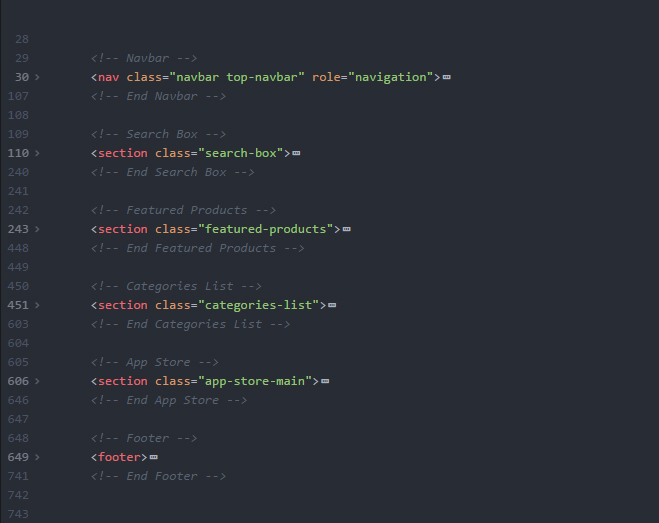 28
29 <!-- Navbar -->
30 <nav class="navbar top-navbar" role="navigation">
107 <!-- End Navbar -->
108
109 <!-- Search Box -->
110 <section class="search-box">
240 <!-- End Search Box -->
241
242 <!-- Featured Products -->
243 <section class="featured-products">
448 <!-- End Featured Products -->
449
450 <!-- Categories List -->
451 <section class="categories-list">
603 <!-- End Categories List -->
604
605 <!-- App Store -->
606 <section class="app-store-main">
646 <!-- End App Store -->
647
648 <!-- Footer -->
649 <footer>
741 <!-- End Footer -->
742
743